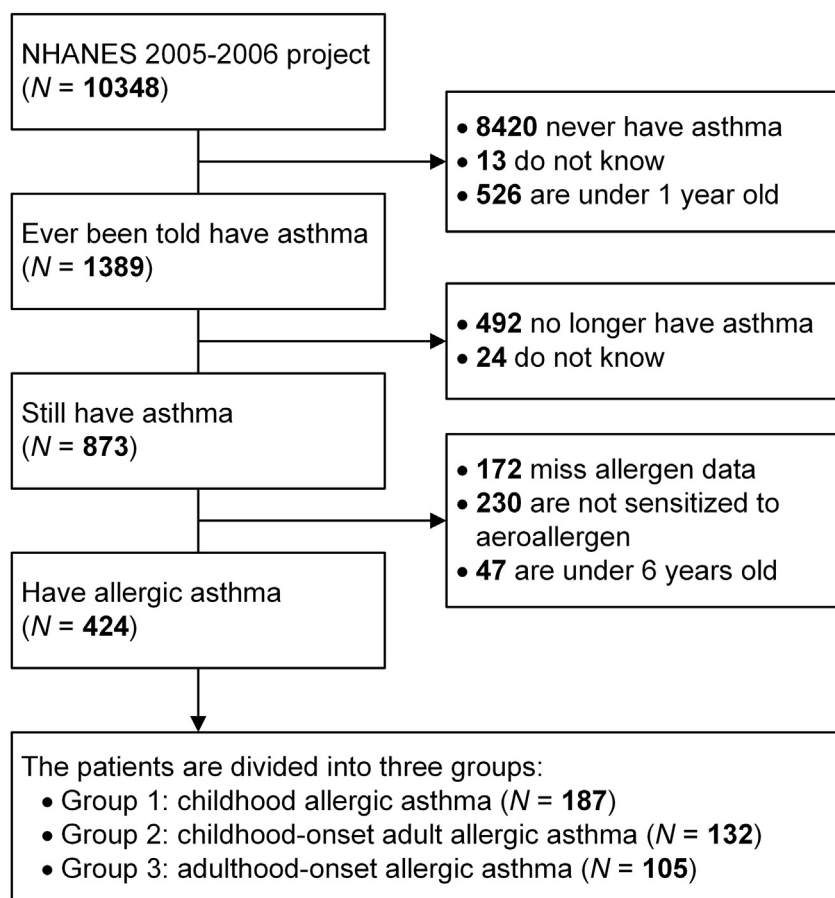 NHANES 2005-2006 project
(N = 10348)
• 8420 never have asthma
• 13 do not know
• 526 are under 1 year old
Ever been told have asthma
(N = 1389)
• 492 no longer have asthma
• 24 do not know
Still have asthma
(N = 873)
• 172 miss allergen data
• 230 are not sensitized to
aeroallergen
• 47 are under 6 years old
Have allergic asthma
(N = 424)
The patients are divided into three groups:
• Group 1: childhood allergic asthma (N = 187)
• Group 2: childhood-onset adult allergic asthma (N = 132)
• Group 3: adulthood-onset allergic asthma (N = 105)